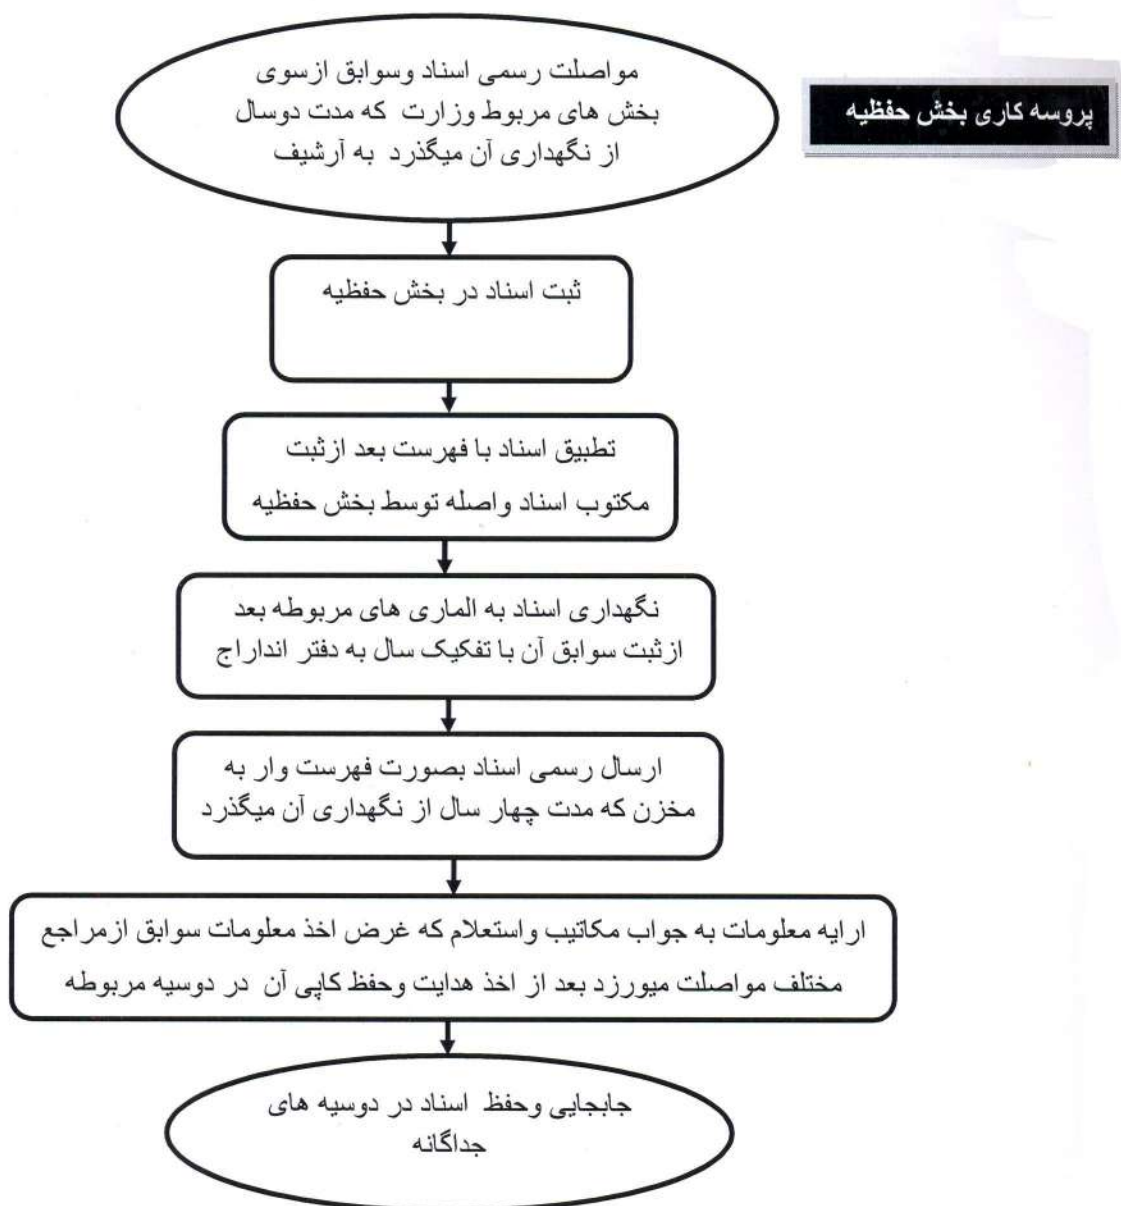 پروسه کاری بخش حفظیه
مواصلت رسمی اسناد وسوابق ازسوی
بخش های مربوط وزارت که مدت دوسال
از نگهداری آن میگذرد به آرشیف
ثبت اسناد در بخش حفظیه
تطبیق اسناد با فهرست بعد ازثبت
مکتوب اسناد واصله توسط بخش حفظیه
نگهداری اسناد به الماری های مربوطه بعد
ازثبت سوابق آن با تفکیک سال به دفتر انداراج
ارسال رسمی اسناد بصورت فهرست وار به
مخزن که مدت چهار سال از نگهداری آن میگذرد
ارایه معلومات به جواب مکاتیب واستعلام که غرض اخذ معلومات سوابق ازمراجع
مختلف مواصلت میورزد بعد از اخذ هدایت وحفظ کاپی آن در دوسیه مربوطه
جابجایی وحفظ اسناد در دوسیه های
جداگانه